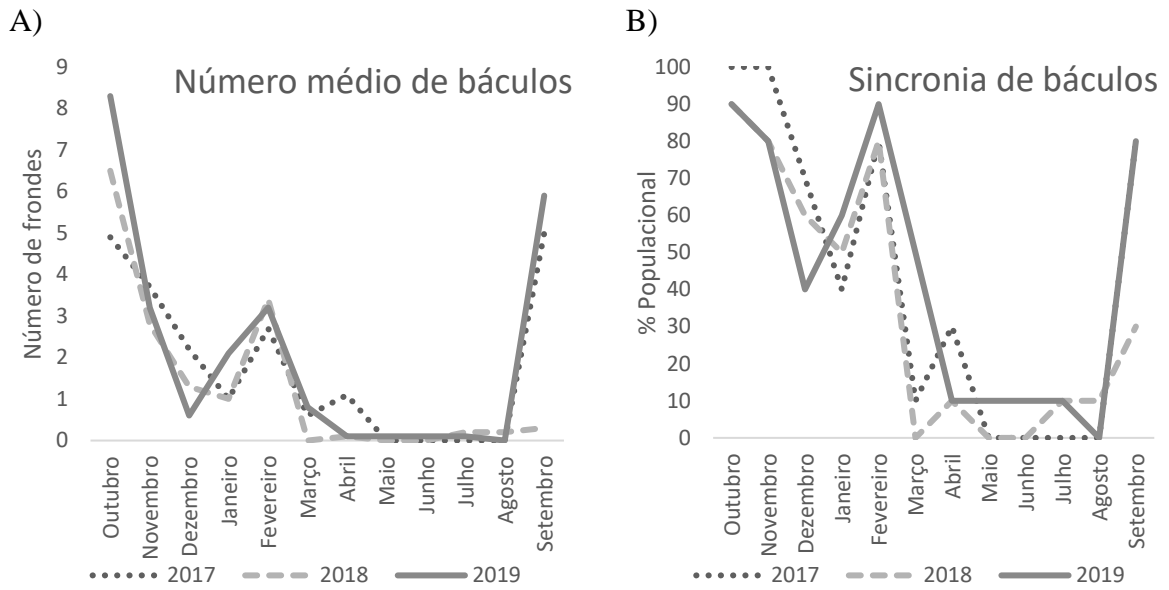 A)
Número médio de báculos
Número de frondes
9
8
7
6
5
4
3
2
1
0
Outubro
Novembro
Dezembro
Janeiro
Fevereiro
Março
Abril
Maio
Junho
Julho
Agosto
Setembro
2017 2018 2019
B)
Sincronia de báculos
% Populacional
100
90
80
70
60
50
40
30
20
10
0
Outubro
Novembro
Dezembro
Janeiro
Fevereiro
Março
Abril
Maio
Junho
Julho
Agosto
Setembro
2017 2018 2019